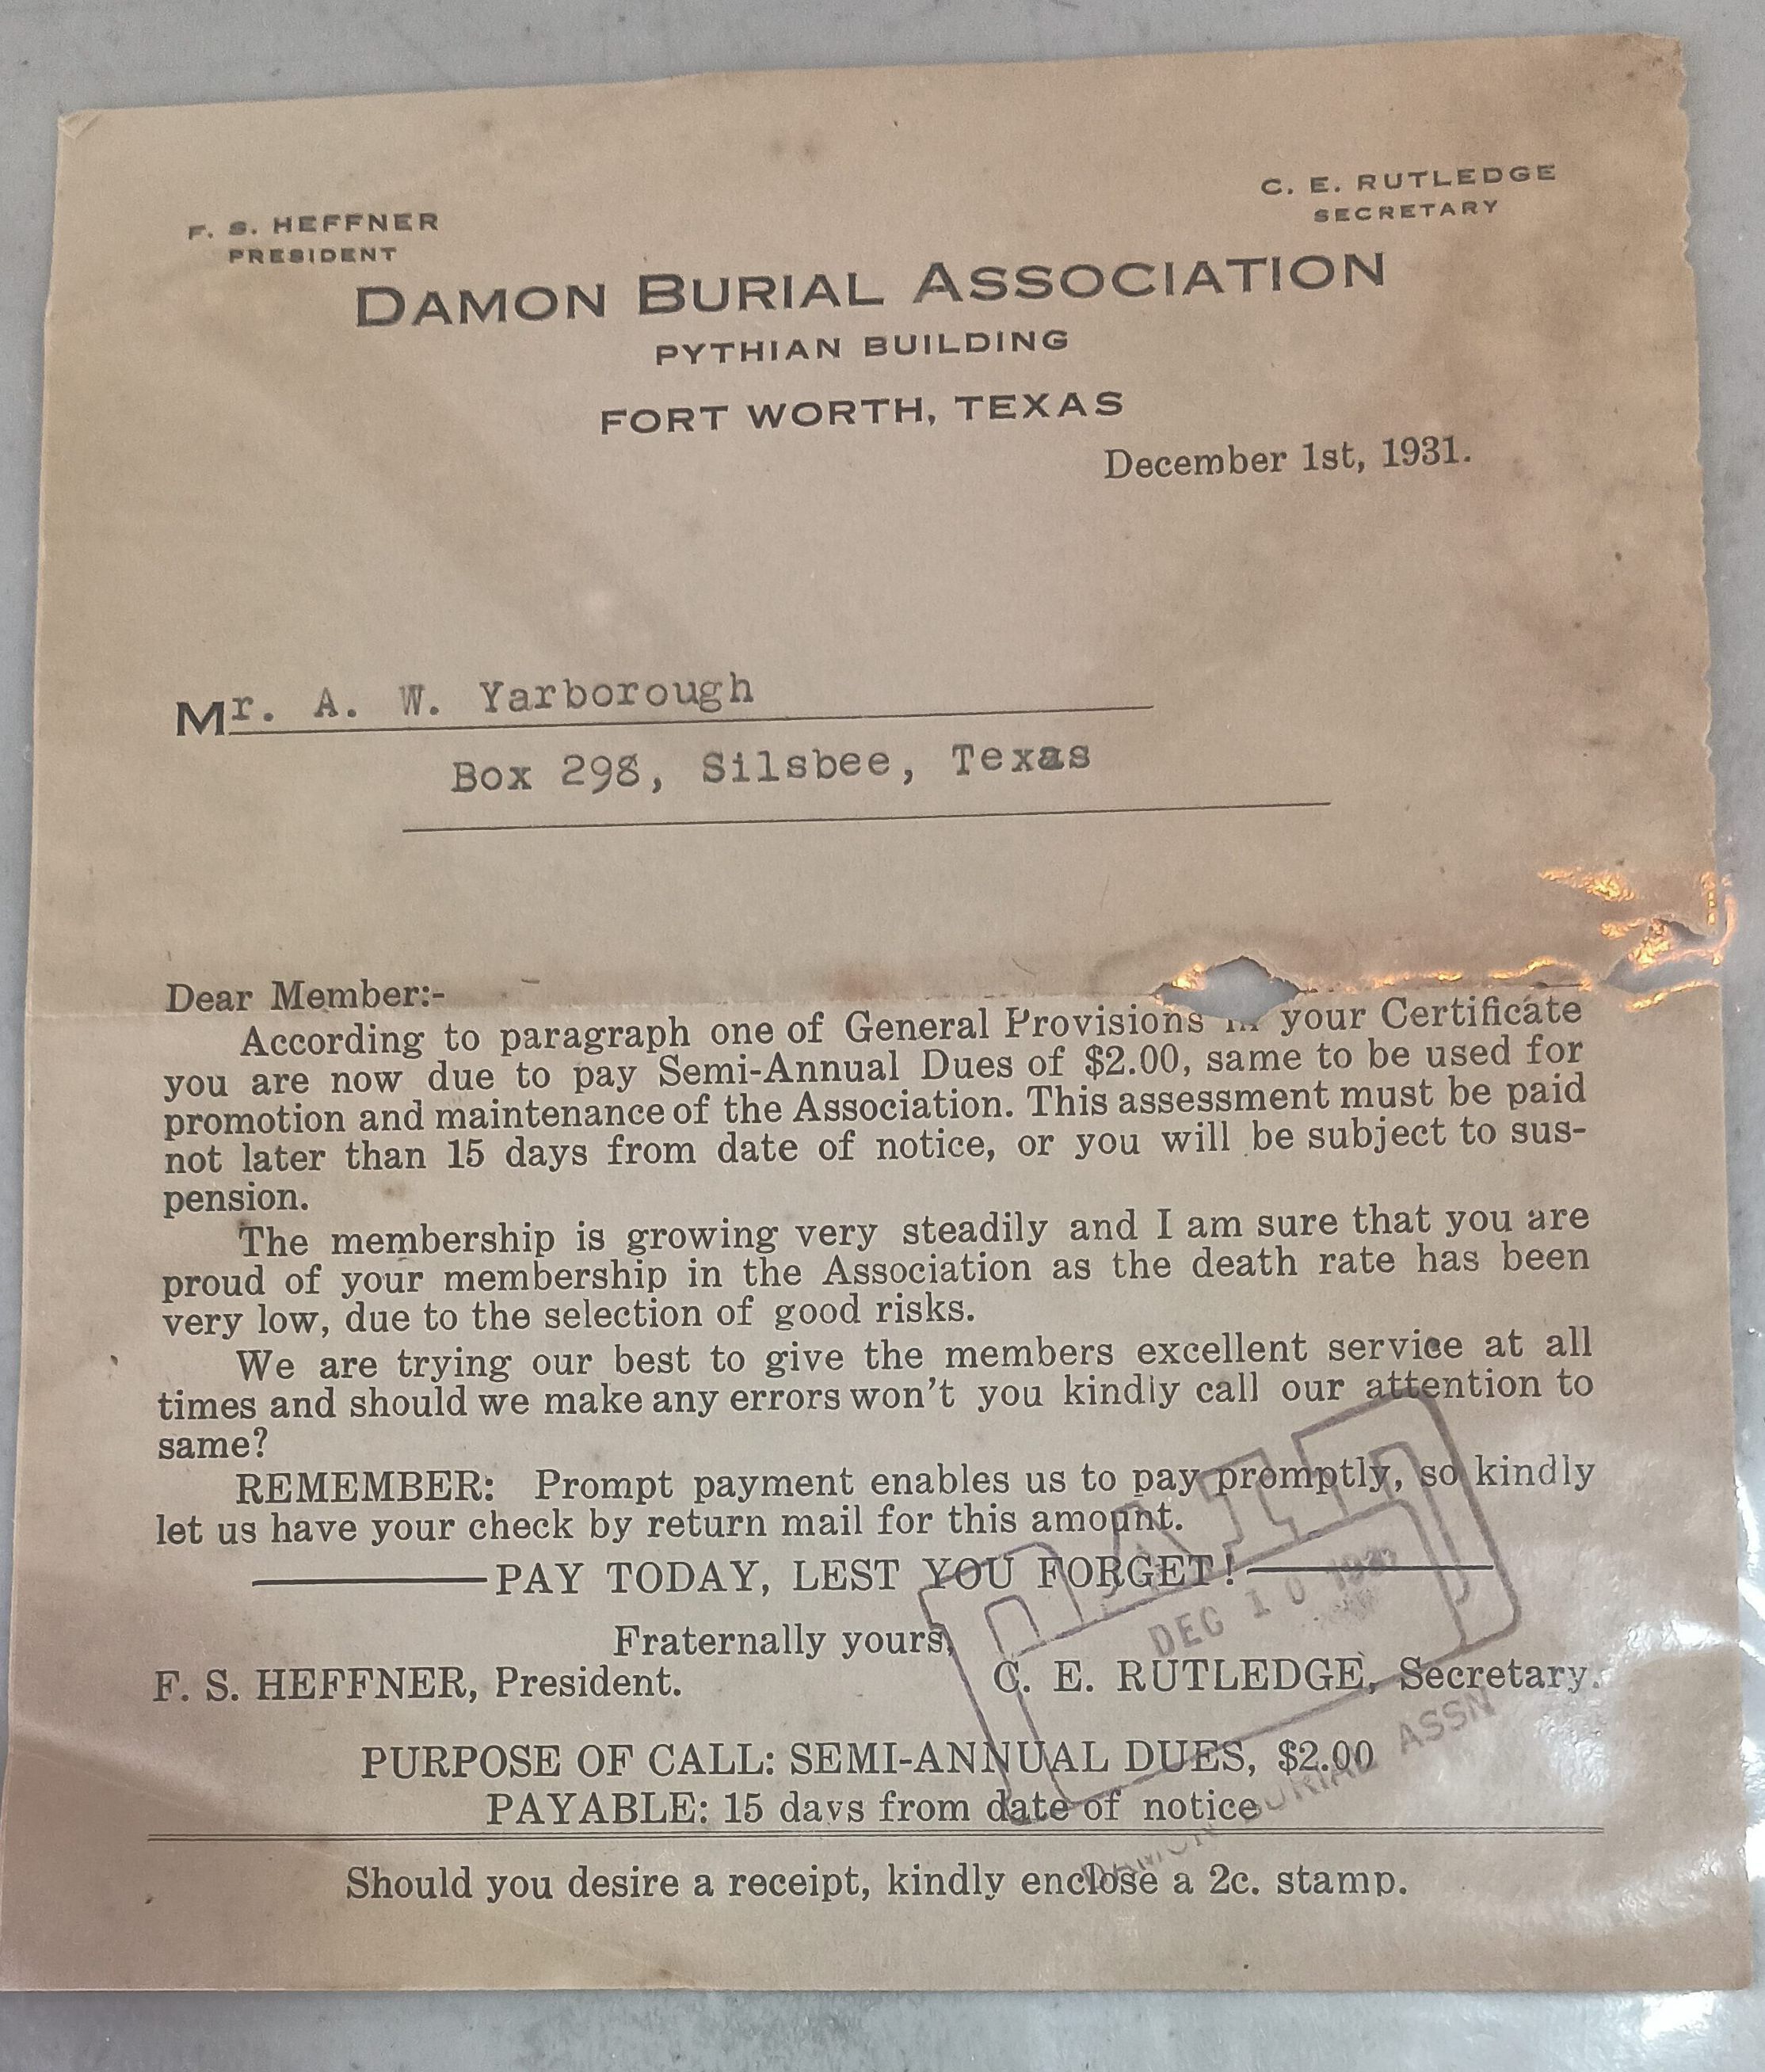 F. S. HEFFNER
PRESIDENT
C. E. RUTLEDGE
SECRETARY
DAMON BURIAL ASSOCIATION
PYTHIAN BUILDING
FORT WORTH, TEXAS
December 1st, 1931.
Mr. A. W. Yarborough
Box 298, Silsbee, Texas
Dear Member:-
According to paragraph one of General Provisions in your Certificate
you are now due to pay Semi-Annual Dues of $2.00, same to be used for
promotion and maintenance of the Association. This assessment must be paid
not later than 15 days from date of notice, or you will be subject to sus-
pension.
The membership is growing very steadily and I am sure that you are
proud of your membership in the Association as the death rate has been
very low, due to the selection of good risks.
We are trying our best to give the members excellent service at all
times and should we make any errors won't you kindly call our attention to
same?
REMEMBER: Prompt payment enables us to pay promptly, so kindly
let us have your check by return mail for this amount.
PAY TODAY, LEST YOU FORGET!
Fraternally yours,
F. S. HEFFNER, President.
C. E. RUTLEDGE, Secretary.
PURPOSE OF CALL: SEMI-ANNUAL DUES, $2.00
PAYABLE: 15 days from date of notice
Should you desire a receipt, kindly enclose a 2c. stamp.
PAID
DEC 10
DAMON BURIAL ASSN